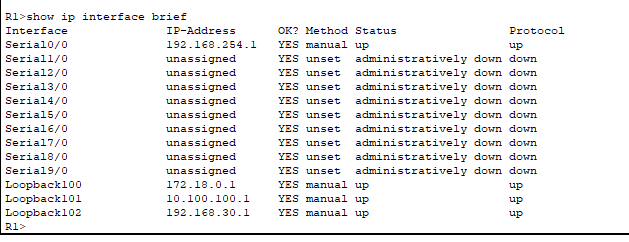 R1>show ip interface brief
Interface IP-Address OK? Method Status Protocol
Serial0/0 192.168.254.1 YES manual up up
Serial1/0 unassigned YES unset administratively down down
Serial2/0 unassigned YES unset administratively down down
Serial3/0 unassigned YES unset administratively down down
Serial4/0 unassigned YES unset administratively down down
Serial5/0 unassigned YES unset administratively down down
Serial6/0 unassigned YES unset administratively down down
Serial7/0 unassigned YES unset administratively down down
Serial8/0 unassigned YES unset administratively down down
Serial9/0 unassigned YES unset administratively down down
Loopback100 172.18.0.1 YES manual up up
Loopback101 10.100.100.1 YES manual up up
Loopback102 192.168.30.1 YES manual up up
R1>